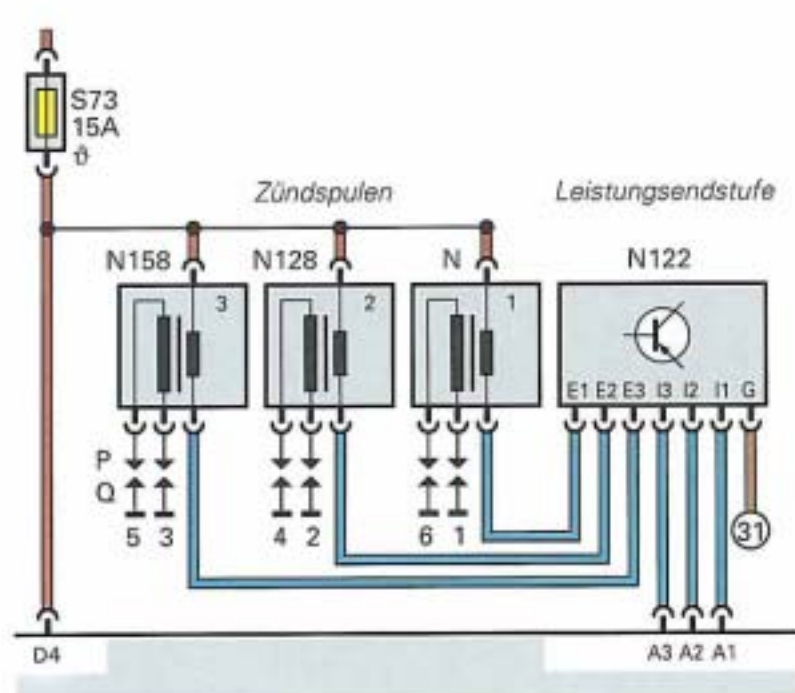 S73
15A
ϑ
Zündspulen
Leistungsendstufe
N158
N128
N
N122
3
2
1
E1 E2 E3 I3 I2 I1 G
P
Q
5 3
4 2
6 1
31
D4
A3 A2 A1